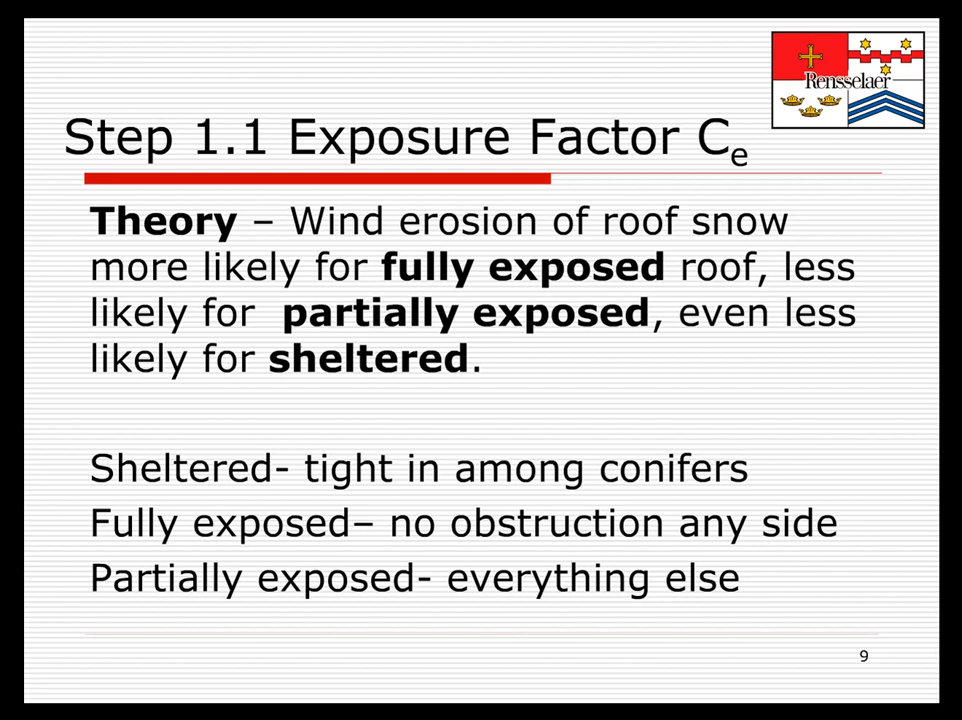 Rensselaer
Step 1.1 Exposure Factor Ce
Theory – Wind erosion of roof snow
more likely for fully exposed roof, less
likely for  partially exposed, even less
likely for sheltered.
Sheltered- tight in among conifers
Fully exposed– no obstruction any side
Partially exposed- everything else
9